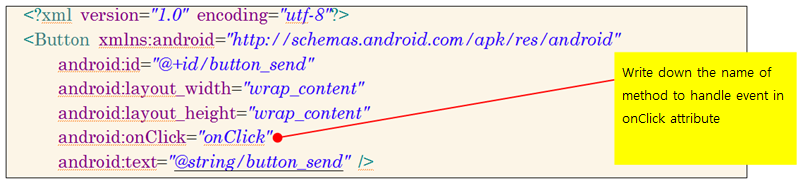 <?xml version="1.0" encoding="utf-8"?>
<Button xmlns:android="http://schemas.android.com/apk/res/android"
android:id="@+id/button_send"
android:layout_width="wrap_content"
android:layout_height="wrap_content"
android:onClick="onClick"
android:text="@string/button_send" />
Write down the name of
method to handle event in
onClick attribute